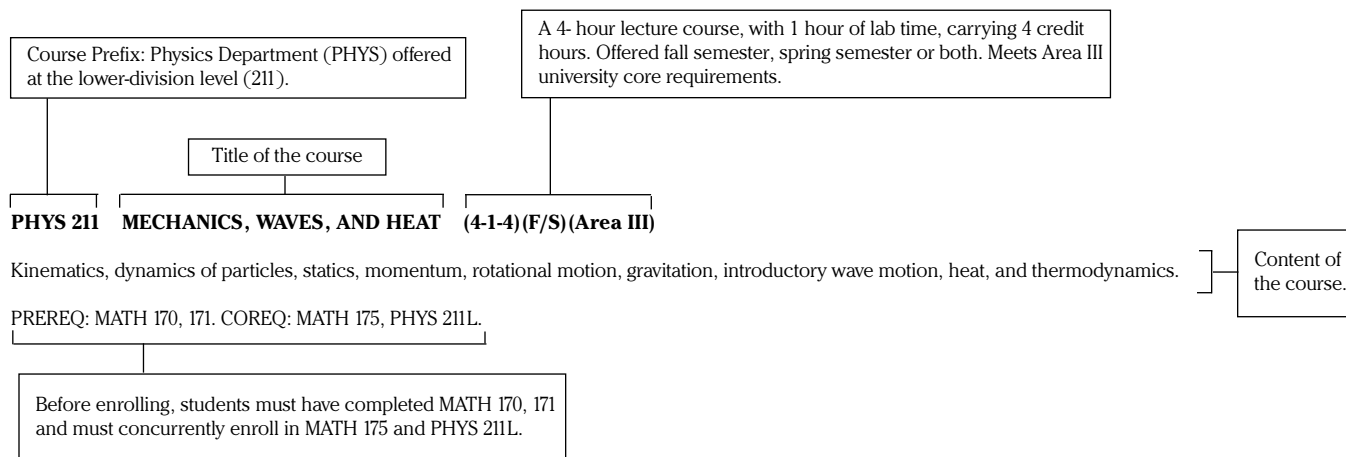 Course Prefix: Physics Department (PHYS) offered
at the lower-division level (211).
A 4- hour lecture course, with 1 hour of lab time, carrying 4 credit
hours. Offered fall semester, spring semester or both. Meets Area III
university core requirements.
Title of the course
PHYS 211 MECHANICS, WAVES, AND HEAT (4-1-4)(F/S)(Area III)
Kinematics, dynamics of particles, statics, momentum, rotational motion, gravitation, introductory wave motion, heat, and thermodynamics.
Content of
the course.
PREREQ: MATH 170, 171. COREQ: MATH 175, PHYS 211L.
Before enrolling, students must have completed MATH 170, 171
and must concurrently enroll in MATH 175 and PHYS 211L.